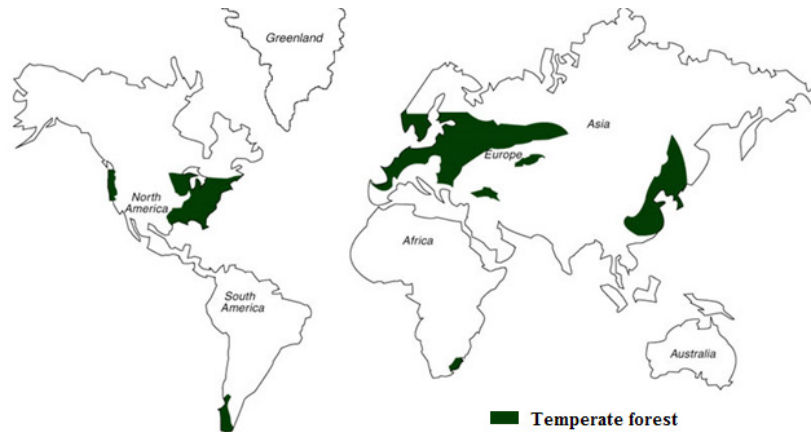 Greenland
Asia
Europe
North
America
Africa
South
America
Australia
Temperate forest